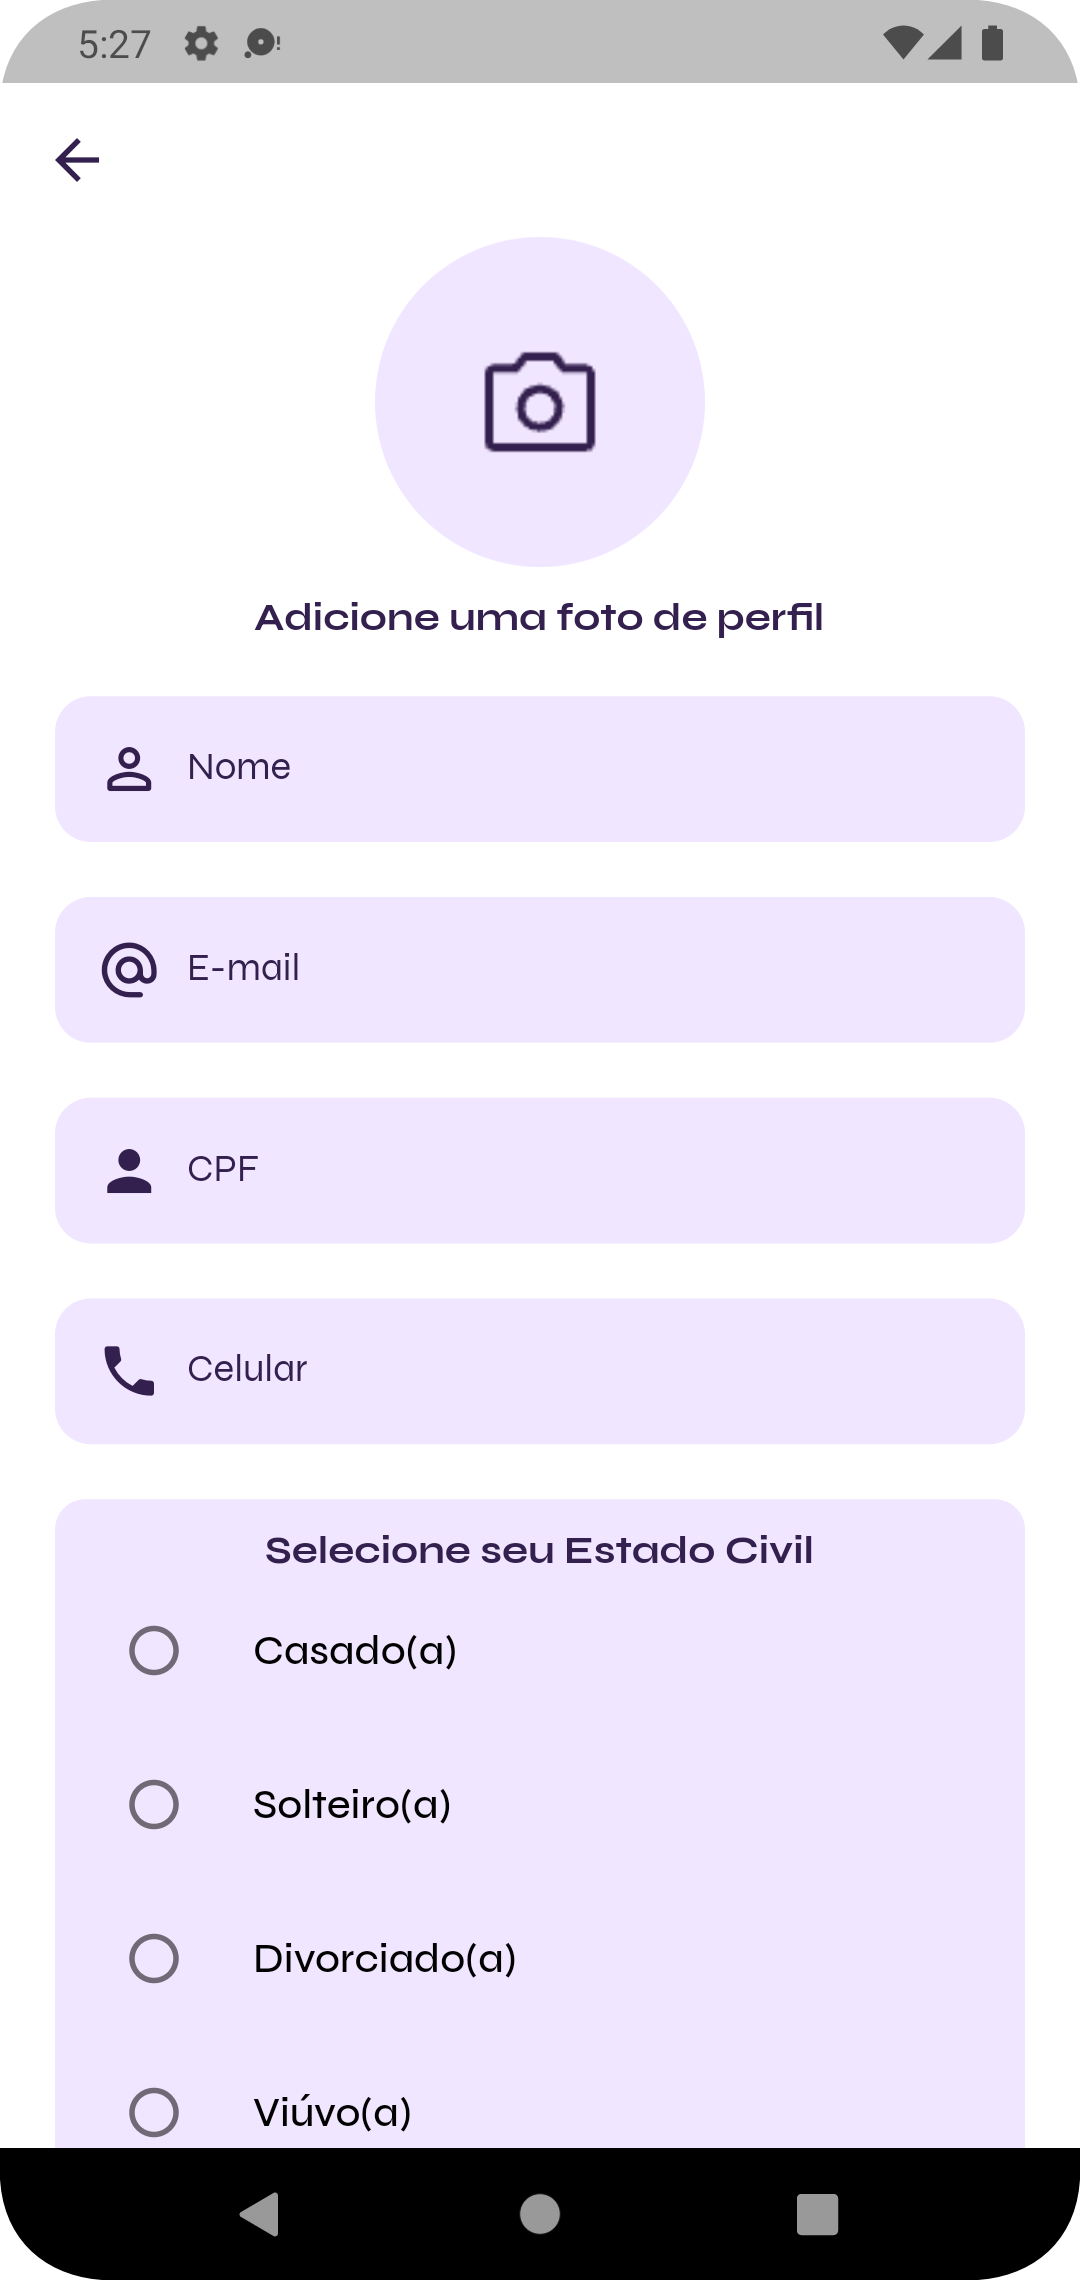 5:27
Adicione uma foto de perfil
Nome
E-mail
CPF
Celular
Selecione seu Estado Civil
Casado(a)
Solteiro(a)
Divorciado(a)
Viúvo(a)